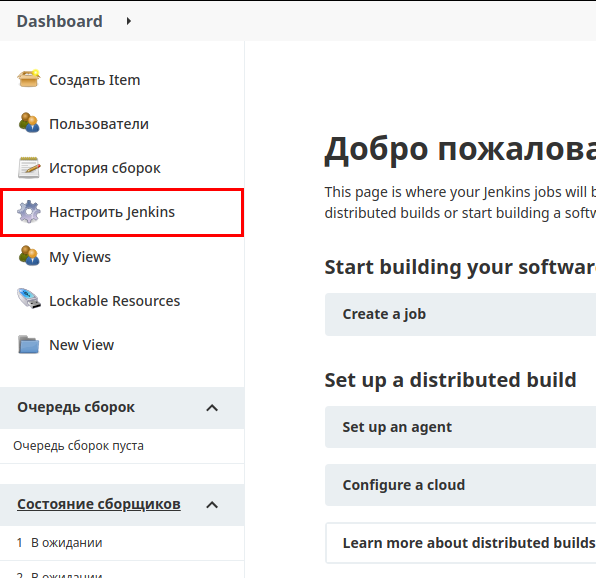 Dashboard
Создать Item
Пользователи
История сборок
Настроить Jenkins
My Views
Lockable Resources
New View
Очередь сборок
Очередь сборок пуста
Состояние сборщиков
1 В ожидании
2 В ожидании
Добро пожалова
This page is where your Jenkins jobs will b
distributed builds or start building a softw
Start building your softwar
Create a job
Set up a distributed build
Set up an agent
Configure a cloud
Learn more about distributed builds